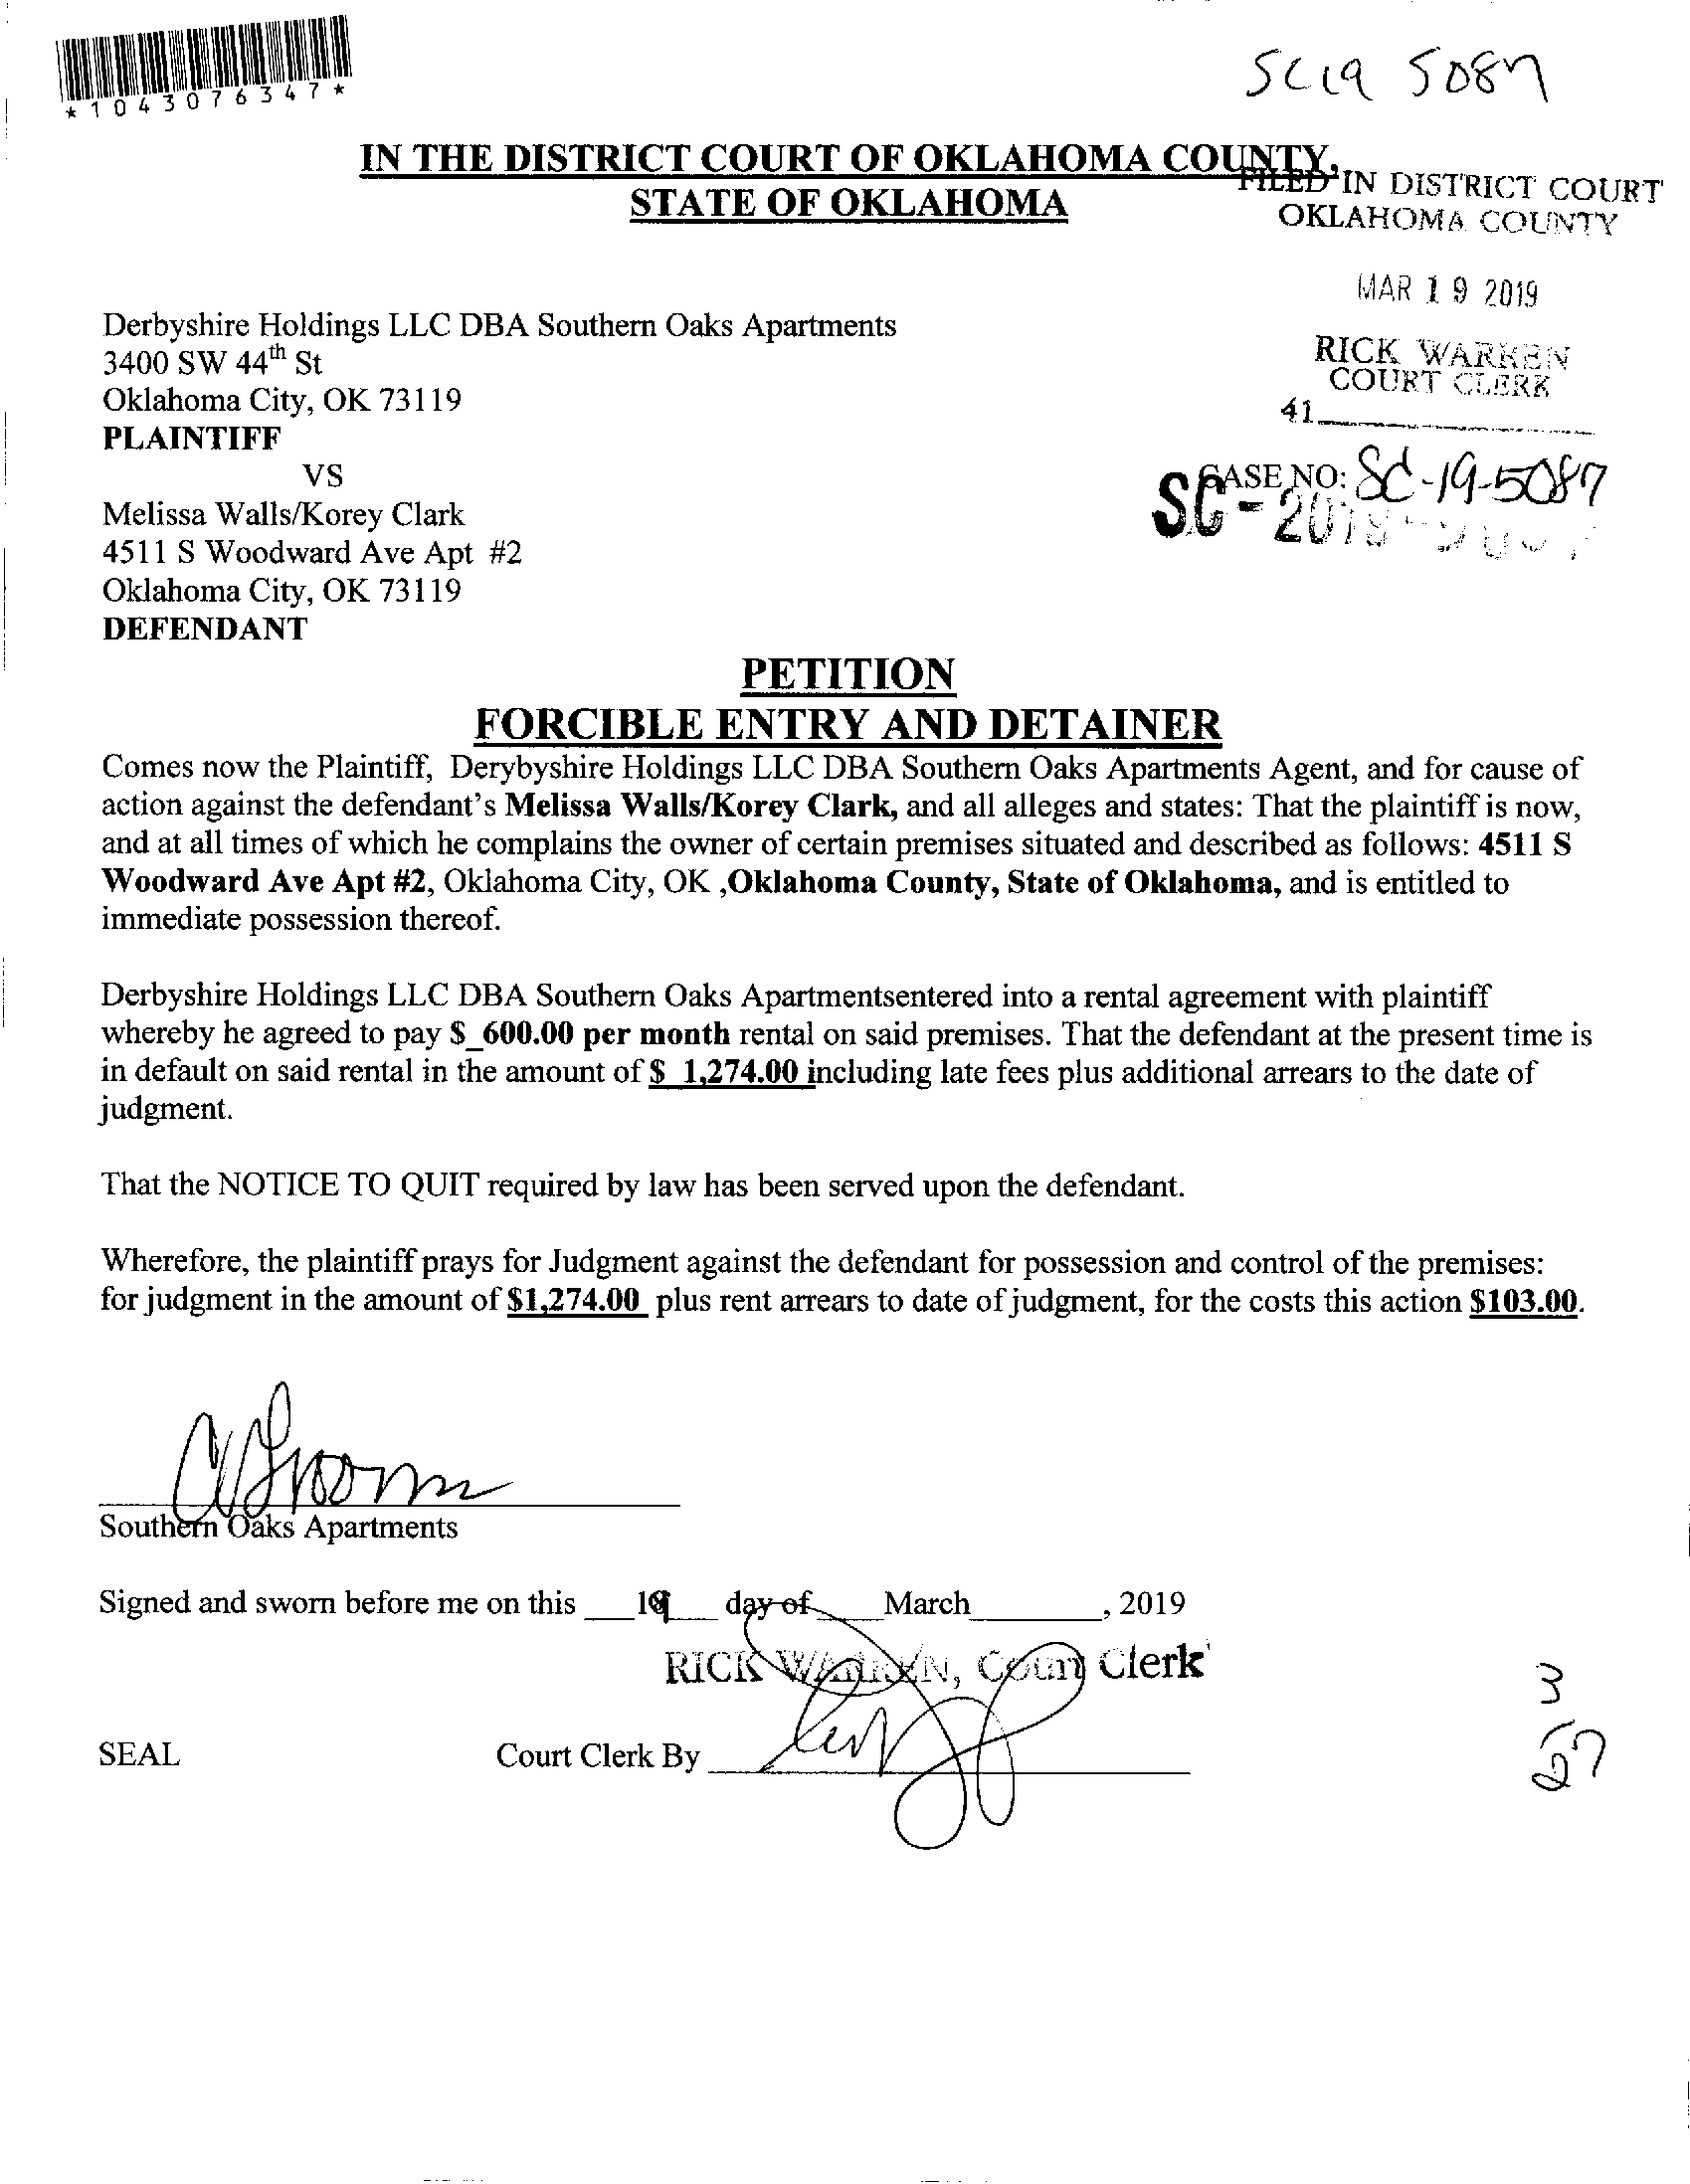 *1043076347*
SC19 5087
IN THE DISTRICT COURT OF OKLAHOMA COUNTY,
STATE OF OKLAHOMA
FILED IN DISTRICT COURT
OKLAHOMA COUNTY
MAR 19 2019
RICK WARREN
COURT CLERK
41
Derbyshire Holdings LLC DBA Southern Oaks Apartments
3400 SW 44th St
Oklahoma City, OK 73119
PLAINTIFF
VS
CASE NO: SC-19-5087
SC-
Melissa Walls/Korey Clark
4511 S Woodward Ave Apt #2
Oklahoma City, OK 73119
DEFENDANT
PETITION
FORCIBLE ENTRY AND DETAINER
Comes now the Plaintiff, Derybyshire Holdings LLC DBA Southern Oaks Apartments Agent, and for cause of
action against the defendant's Melissa Walls/Korey Clark, and all alleges and states: That the plaintiff is now,
and at all times of which he complains the owner of certain premises situated and described as follows: 4511 S
Woodward Ave Apt #2, Oklahoma City, OK ,Oklahoma County, State of Oklahoma, and is entitled to
immediate possession thereof.
Derbyshire Holdings LLC DBA Southern Oaks Apartmentsentered into a rental agreement with plaintiff
whereby he agreed to pay $_600.00 per month rental on said premises. That the defendant at the present time is
in default on said rental in the amount of $ 1,274.00 including late fees plus additional arrears to the date of
judgment.
That the NOTICE TO QUIT required by law has been served upon the defendant.
Wherefore, the plaintiff prays for Judgment against the defendant for possession and control of the premises:
for judgment in the amount of $1,274.00 plus rent arrears to date of judgment, for the costs this action $103.00.
Southern Oaks Apartments
Signed and sworn before me on this ___19___ day of ____March________, 2019
RICK WARREN, Court Clerk
SEAL
Court Clerk By
3
27